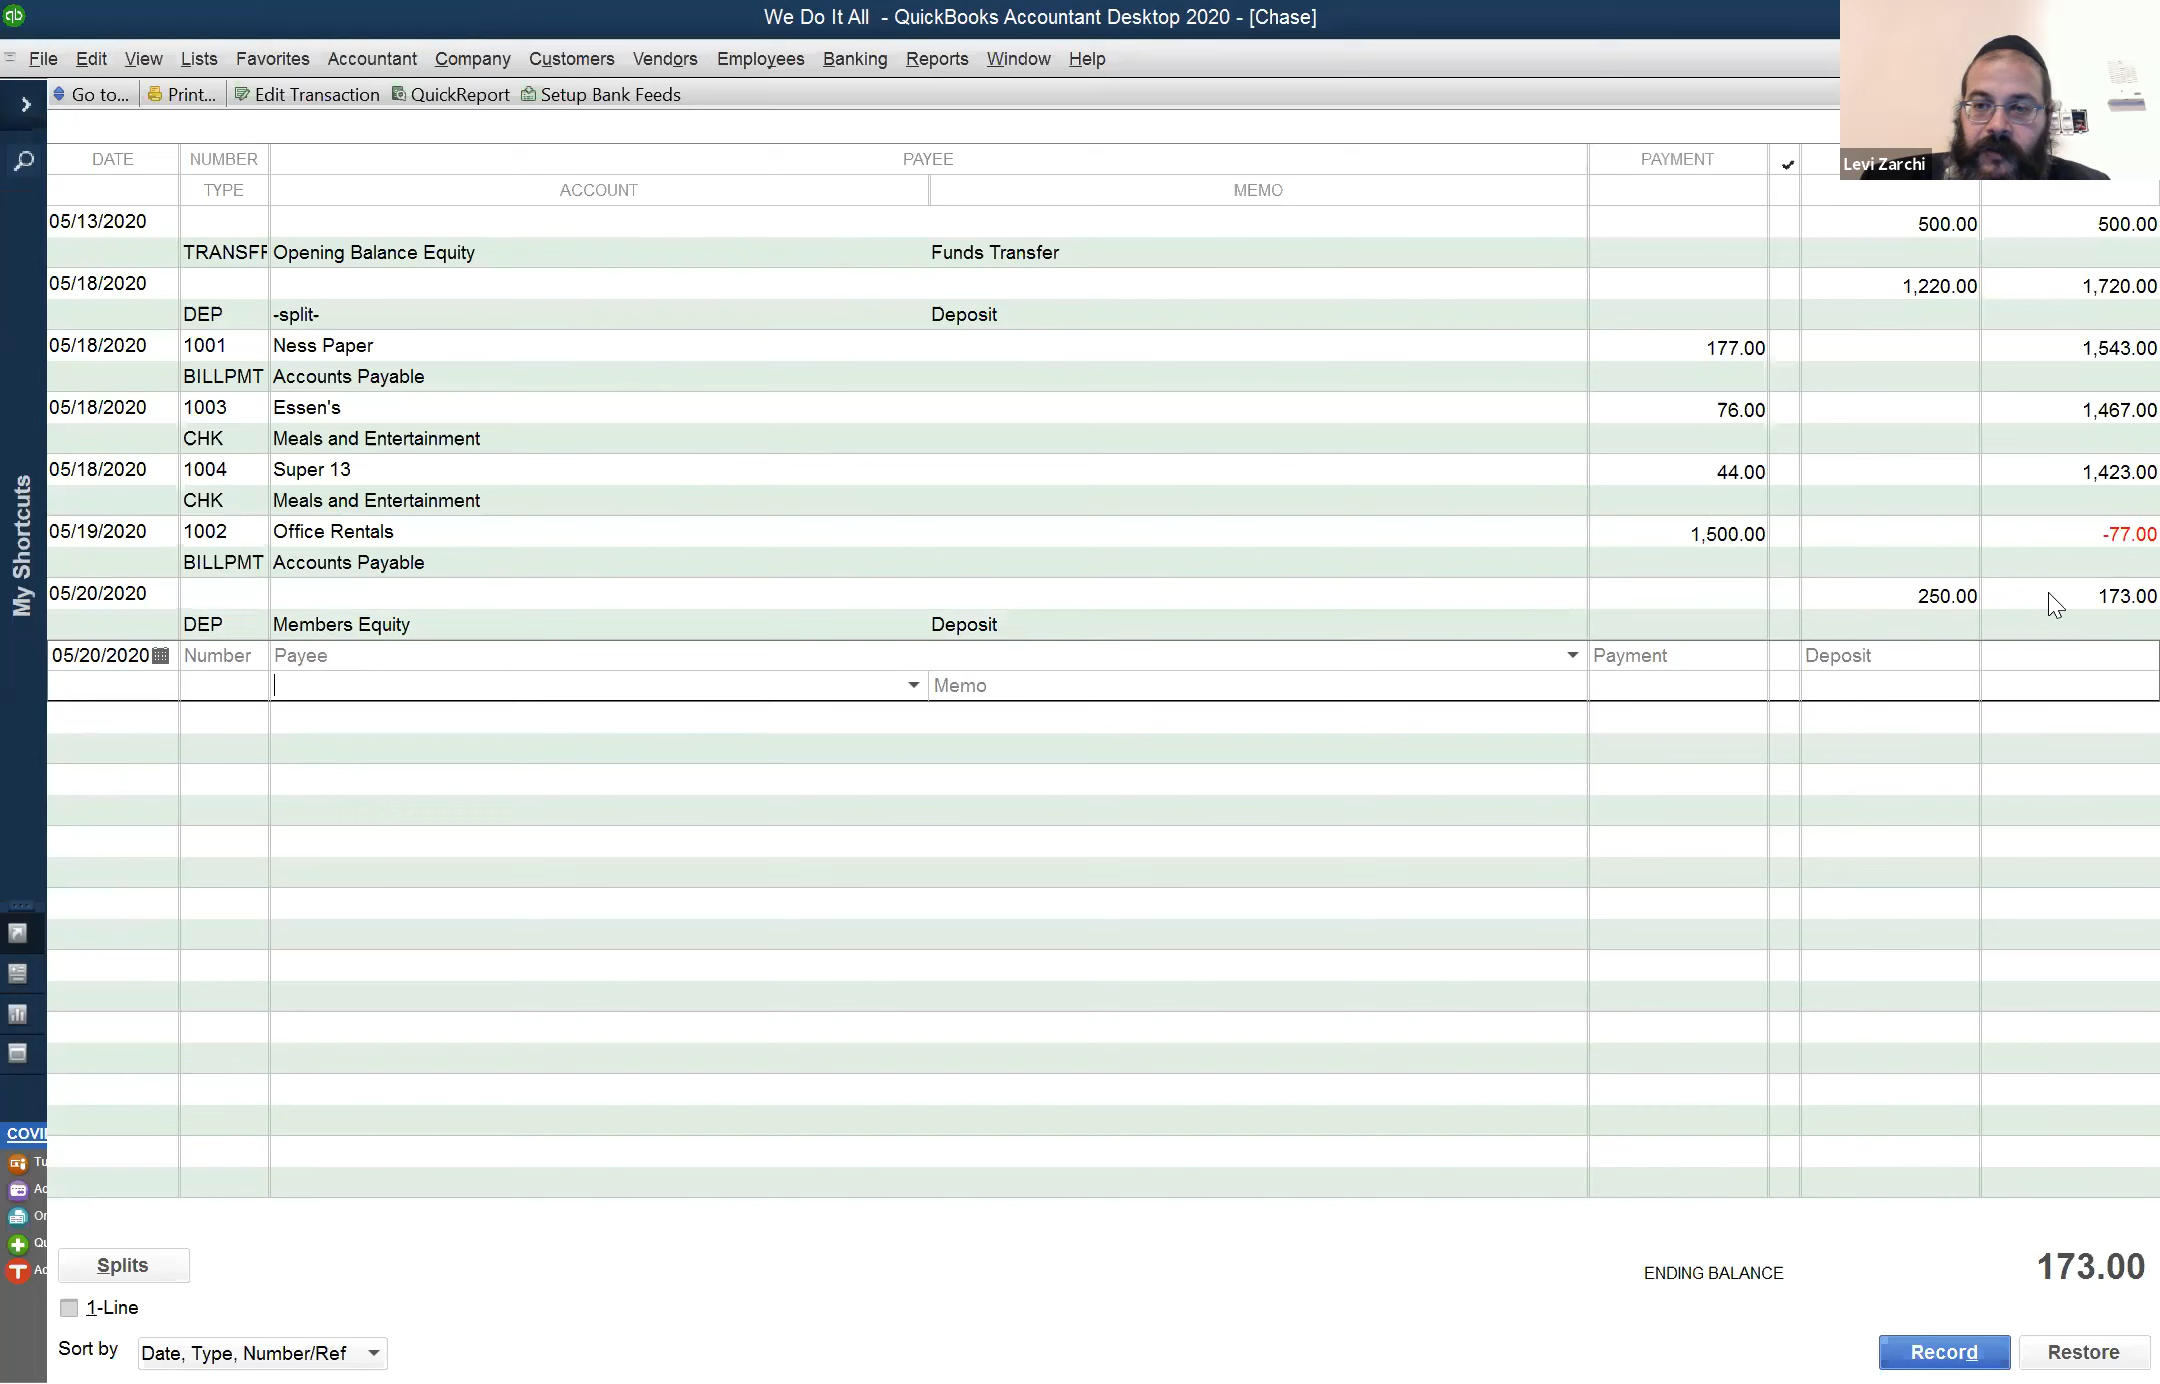 qb We Do It All - QuickBooks Accountant Desktop 2020 - [Chase]
File Edit View Lists Favorites Accountant Company Customers Vendors Employees Banking Reports Window Help
Go to... Print... Edit Transaction QuickReport Setup Bank Feeds
Levi Zarchi
DATE NUMBER PAYEE PAYMENT ✓
TYPE ACCOUNT MEMO
05/13/2020 500.00 500.00
TRANSFR Opening Balance Equity Funds Transfer
05/18/2020 1,220.00 1,720.00
DEP -split- Deposit
05/18/2020 1001 Ness Paper 177.00 1,543.00
BILLPMT Accounts Payable
05/18/2020 1003 Essen's 76.00 1,467.00
CHK Meals and Entertainment
05/18/2020 1004 Super 13 44.00 1,423.00
CHK Meals and Entertainment
05/19/2020 1002 Office Rentals 1,500.00 -77.00
BILLPMT Accounts Payable
05/20/2020 250.00 173.00
DEP Members Equity Deposit
05/20/2020 Number Payee Payment Deposit
Memo
My Shortcuts
COVI
Tu
Ac
Or
Qu
Ac
Splits
ENDING BALANCE 173.00
1-Line
Sort by Date, Type, Number/Ref
Record Restore